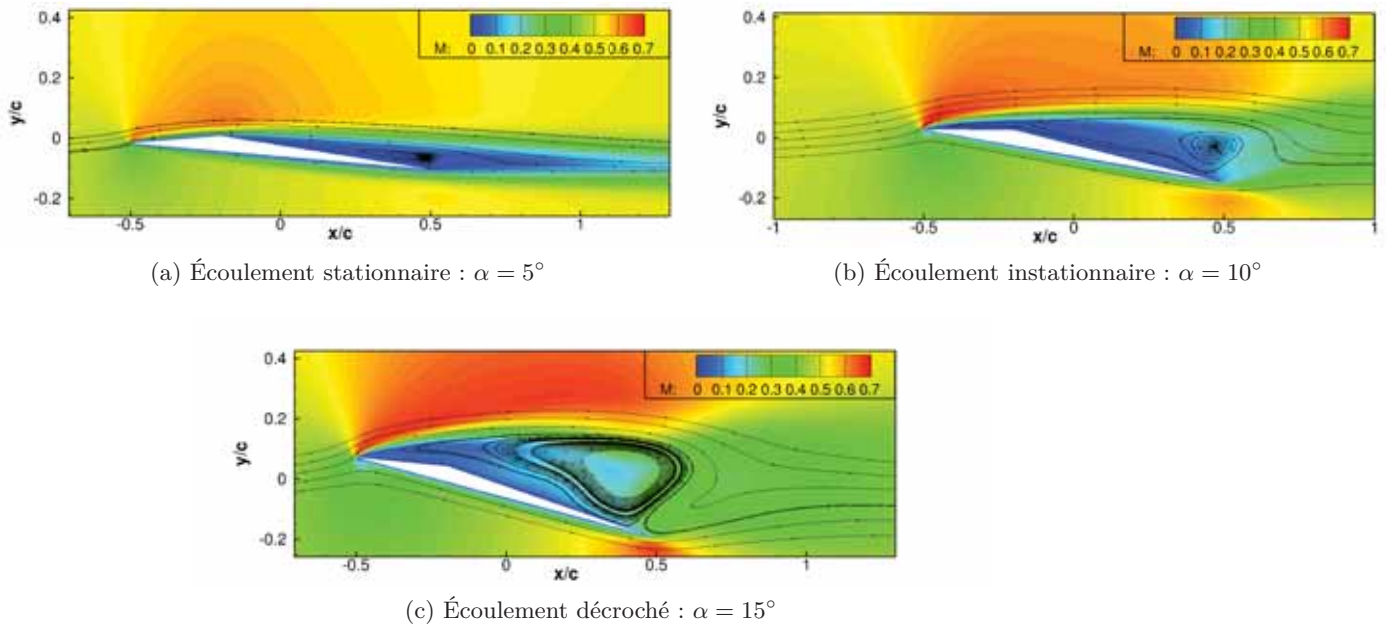 0.4
0.2
0
-0.2
y/c
M: 0 0.1 0.2 0.3 0.4 0.5 0.6 0.7
-0.5 0 0.5 1
x/c
(a) Écoulement stationnaire : α = 5°
0.4
0.2
0
-0.2
y/c
M: 0 0.1 0.2 0.3 0.4 0.5 0.6 0.7
-1 -0.5 0 0.5 1
x/c
(b) Écoulement instationnaire : α = 10°
0.4
0.2
0
-0.2
y/c
M: 0 0.1 0.2 0.3 0.4 0.5 0.6 0.7
-0.5 0 0.5 1
x/c
(c) Écoulement décroché : α = 15°